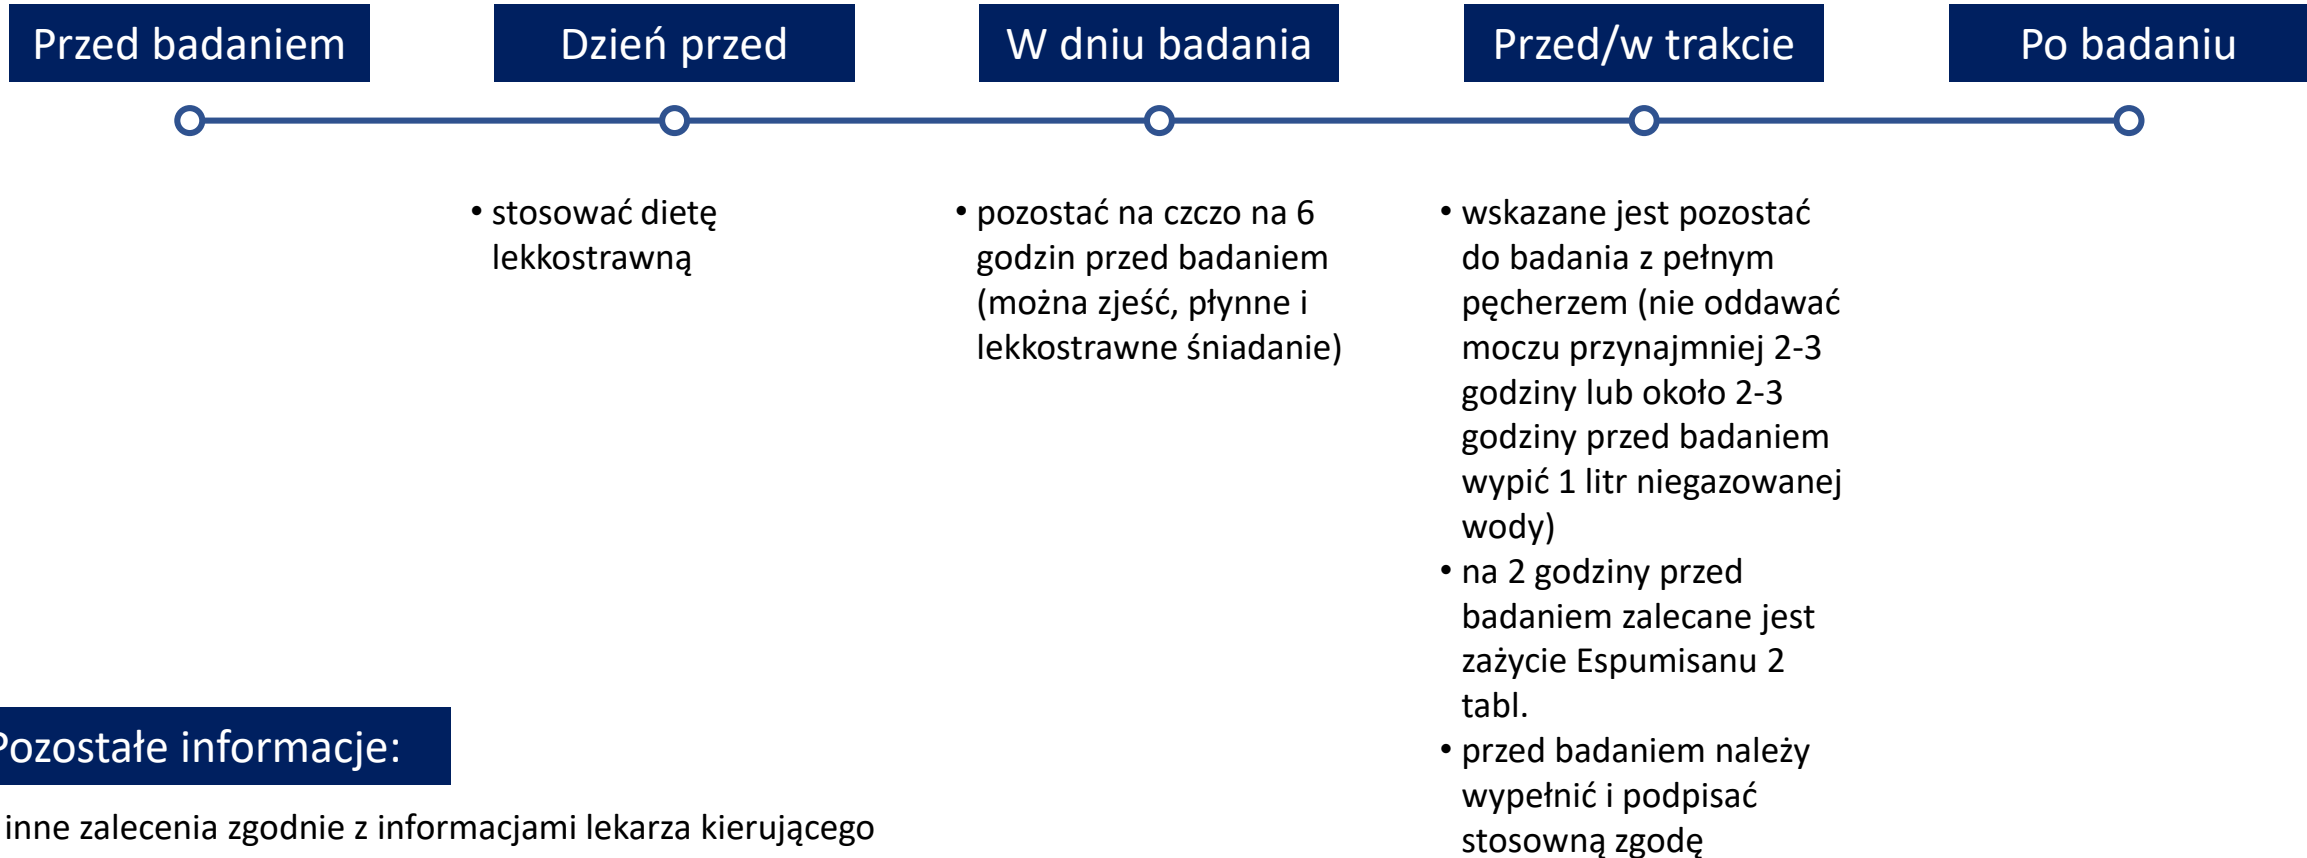 Przed badaniem
Dzień przed
W dniu badania
Przed/w trakcie
Po badaniu
• stosować dietę
lekkostrawną
• pozostać na czczo na 6
godzin przed badaniem
(można zjeść, płynne i
lekkostrawne śniadanie)
• wskazane jest pozostać
do badania z pełnym
pęcherzem (nie oddawać
moczu przynajmniej 2-3
godziny lub około 2-3
godziny przed badaniem
wypić 1 litr niegazowanej
wody)
• na 2 godziny przed
badaniem zalecane jest
zażycie Espumisanu 2
tabl.
• przed badaniem należy
wypełnić i podpisać
stosowną zgodę
Pozostałe informacje:
inne zalecenia zgodnie z informacjami lekarza kierującego